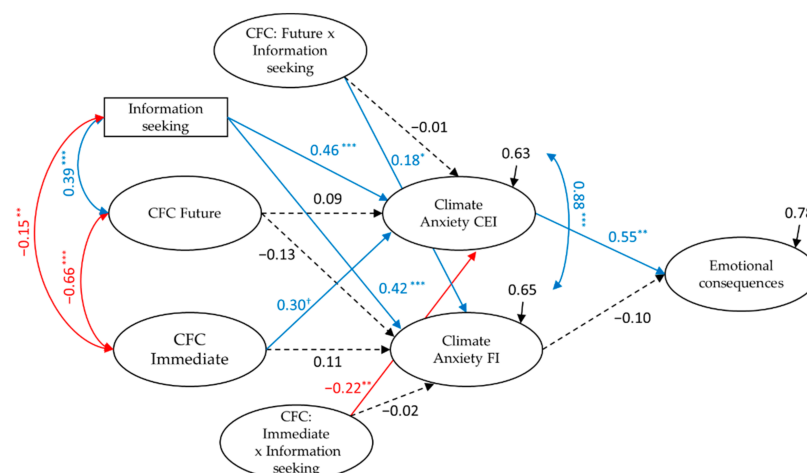 CFC: Future x
Information
seeking
Information
seeking
−0.01
0.46 ***
0.18*
0.63
0.39 ***
0.88 ***
−0.15 **
CFC Future
0.09
Climate
Anxiety CEI
0.55 **
0.78
−0.66 ***
−0.13
Emotional
consequences
0.42 ***
0.30†
0.65
−0.10
CFC
Immediate
0.11
Climate
Anxiety FI
−0.22 **
−0.02
CFC:
Immediate
x Information
seeking